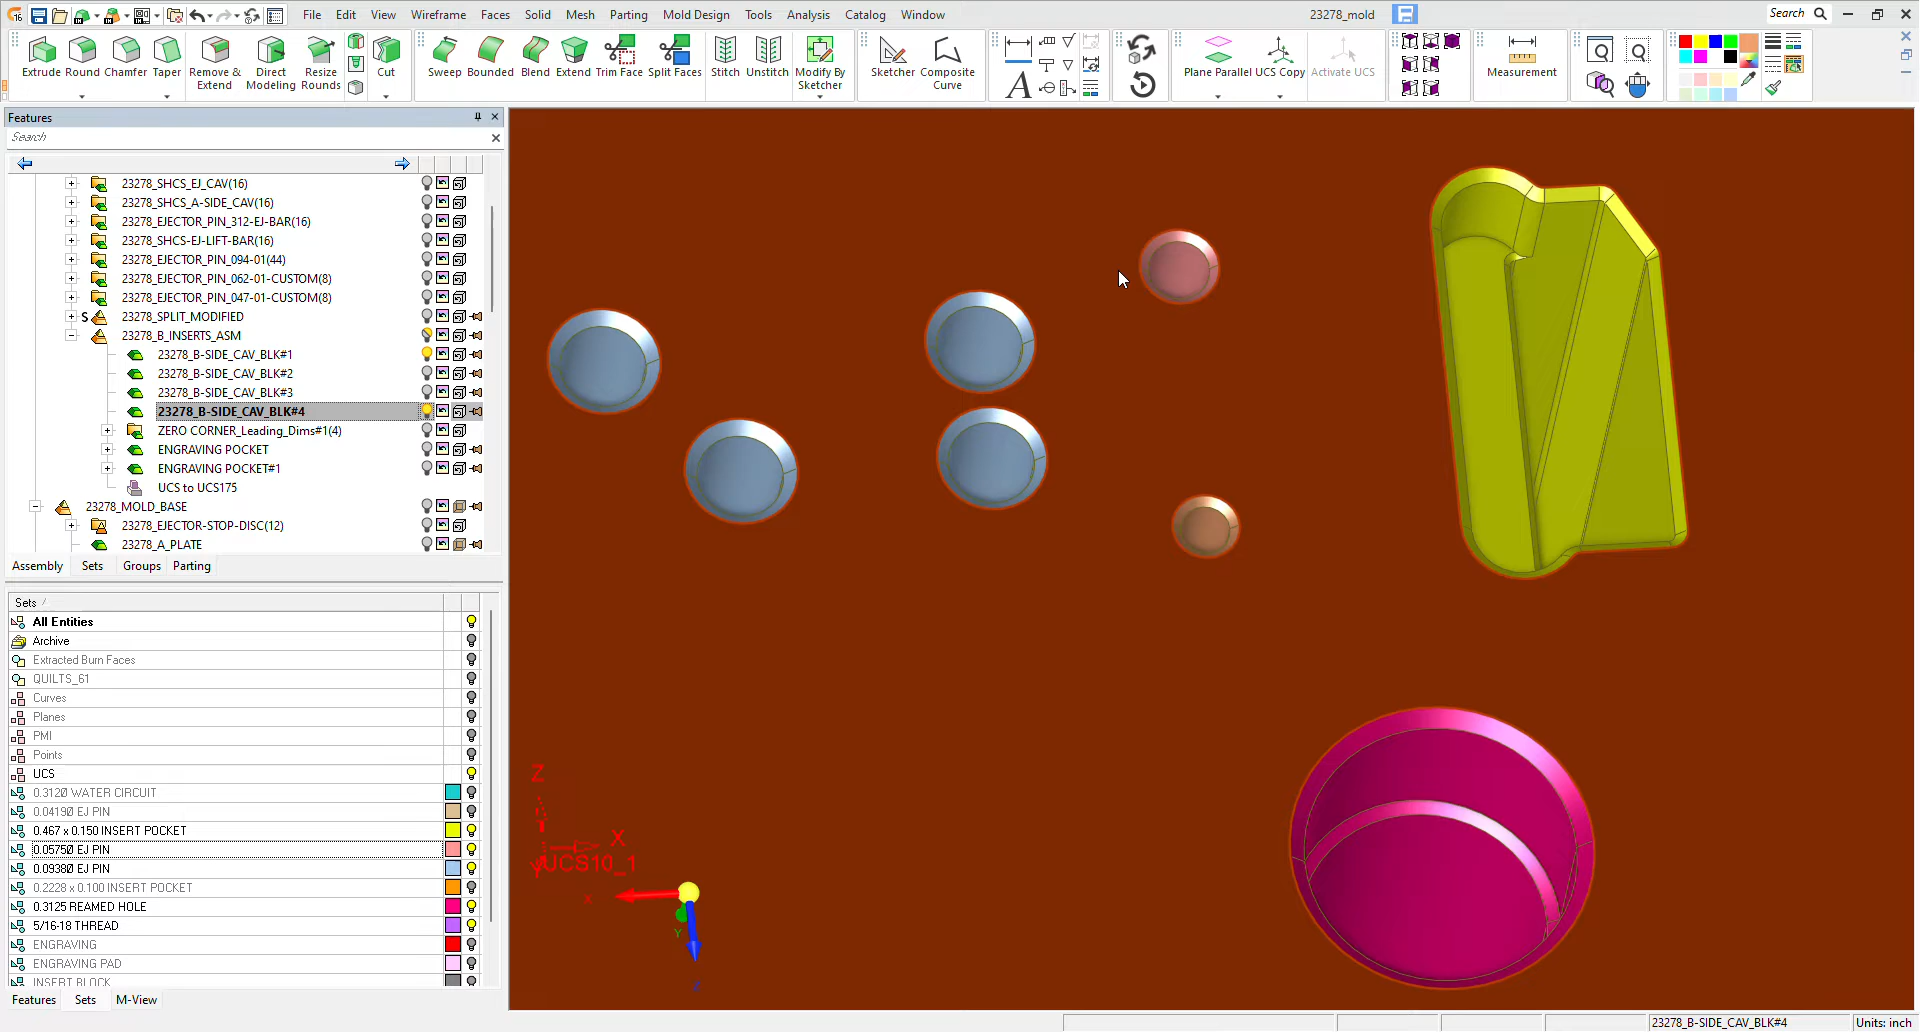 File Edit View Wireframe Faces Solid Mesh Parting Mold Design Tools Analysis Catalog Window
23278_mold
Search
Extrude Round Chamfer Taper Remove & Extend Direct Modeling Resize Rounds Cut
Sweep Bounded Blend Extend Trim Face Split Faces Stitch Unstitch Modify By Sketcher
Sketcher Composite Curve
Plane Parallel UCS Copy Activate UCS
Measurement
Features
Search
23278_SHCS_EJ_CAV(16)
23278_SHCS_A-SIDE_CAV(16)
23278_EJECTOR_PIN_312-EJ-BAR(16)
23278_SHCS-EJ-LIFT-BAR(16)
23278_EJECTOR_PIN_094-01(44)
23278_EJECTOR_PIN_062-01-CUSTOM(8)
23278_EJECTOR_PIN_047-01-CUSTOM(8)
S 23278_SPLIT_MODIFIED
23278_B_INSERTS_ASM
23278_B-SIDE_CAV_BLK#1
23278_B-SIDE_CAV_BLK#2
23278_B-SIDE_CAV_BLK#3
23278_B-SIDE_CAV_BLK#4
ZERO CORNER_Leading_Dims#1(4)
ENGRAVING POCKET
ENGRAVING POCKET#1
UCS to UCS175
23278_MOLD_BASE
23278_EJECTOR-STOP-DISC(12)
23278_A_PLATE
Assembly Sets Groups Parting
Sets
All Entities
Archive
Extracted Burn Faces
QUILTS_61
Curves
Planes
PMI
Points
UCS
0.312Ø WATER CIRCUIT
0.0419Ø EJ PIN
0.467 x 0.150 INSERT POCKET
0.0575Ø EJ PIN
0.0938Ø EJ PIN
0.2228 x 0.100 INSERT POCKET
0.3125 REAMED HOLE
5/16-18 THREAD
ENGRAVING
ENGRAVING PAD
INSERT BLOCK
Features Sets M-View
Z
X
UCS10_1
X
Y
Z
23278_B-SIDE_CAV_BLK#4
Units: inch